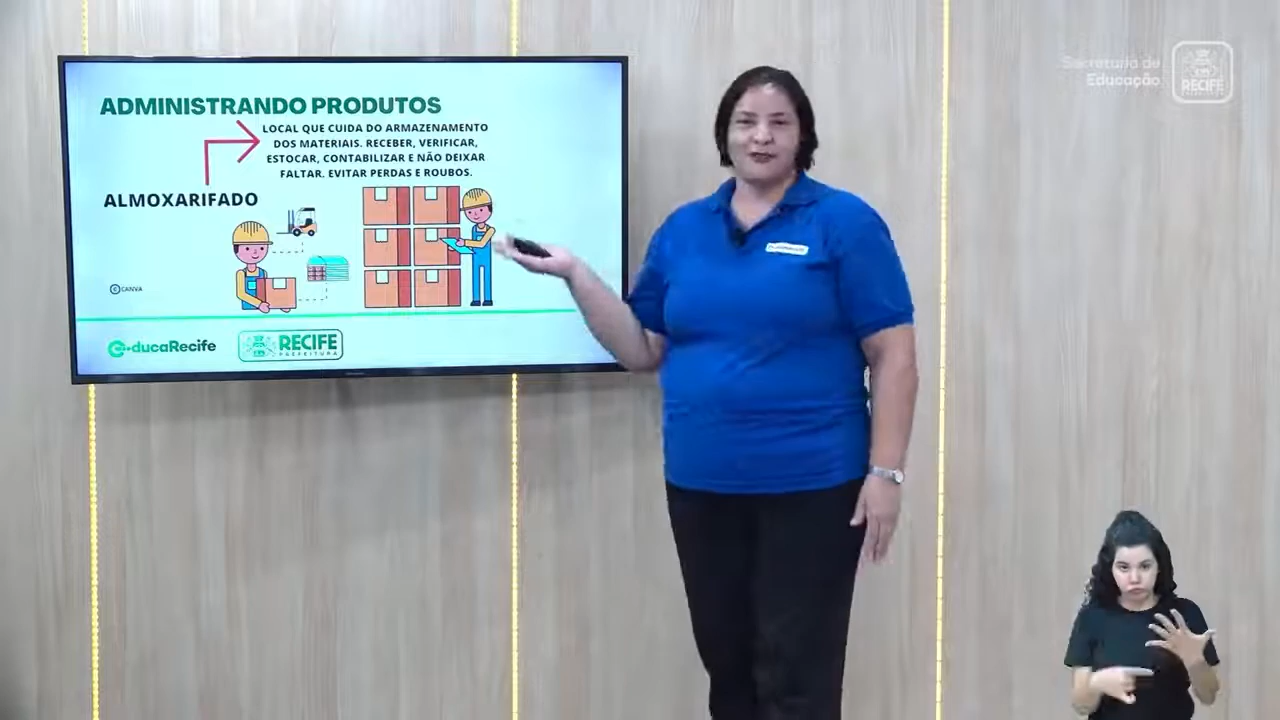 Secretaria de
Educação
RECIFE
ADMINISTRANDO PRODUTOS
LOCAL QUE CUIDA DO ARMAZENAMENTO
DOS MATERIAIS. RECEBER, VERIFICAR,
ESTOCAR, CONTABILIZAR E NÃO DEIXAR
FALTAR. EVITAR PERDAS E ROUBOS.
ALMOXARIFADO
CANVA
ducaRecife
RECIFE
PREFEITURA